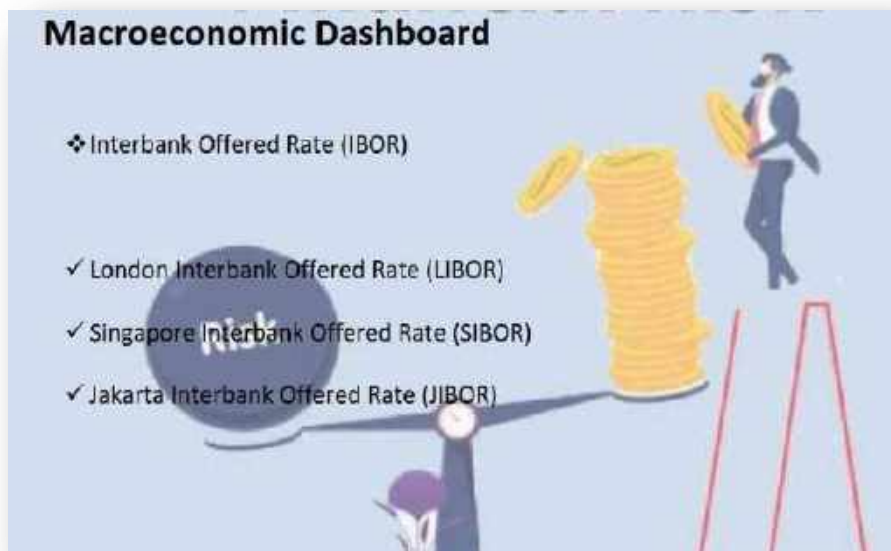 Macroeconomic Dashboard
❖ Interbank Offered Rate (IBOR)
✓ London Interbank Offered Rate (LIBOR)
✓ Singapore Interbank Offered Rate (SIBOR)
Risk
✓ Jakarta Interbank Offered Rate (JIBOR)